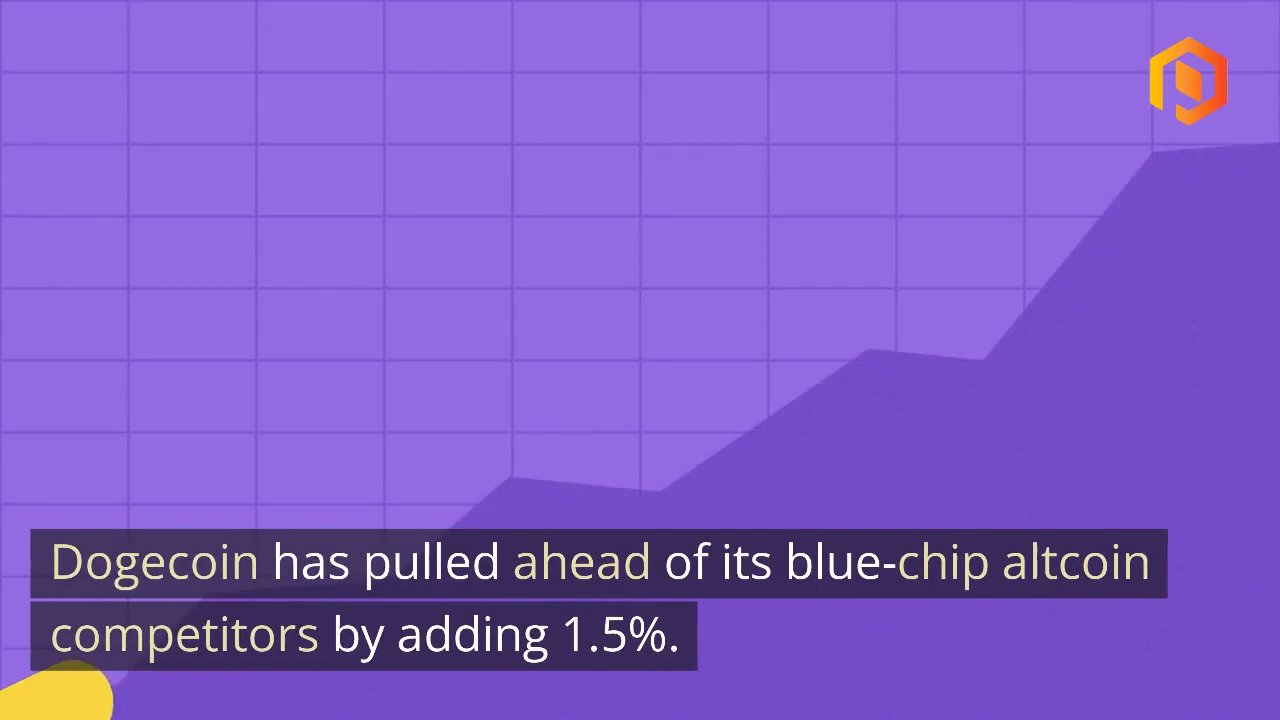 Dogecoin has pulled ahead of its blue-chip altcoin
competitors by adding 1.5%.